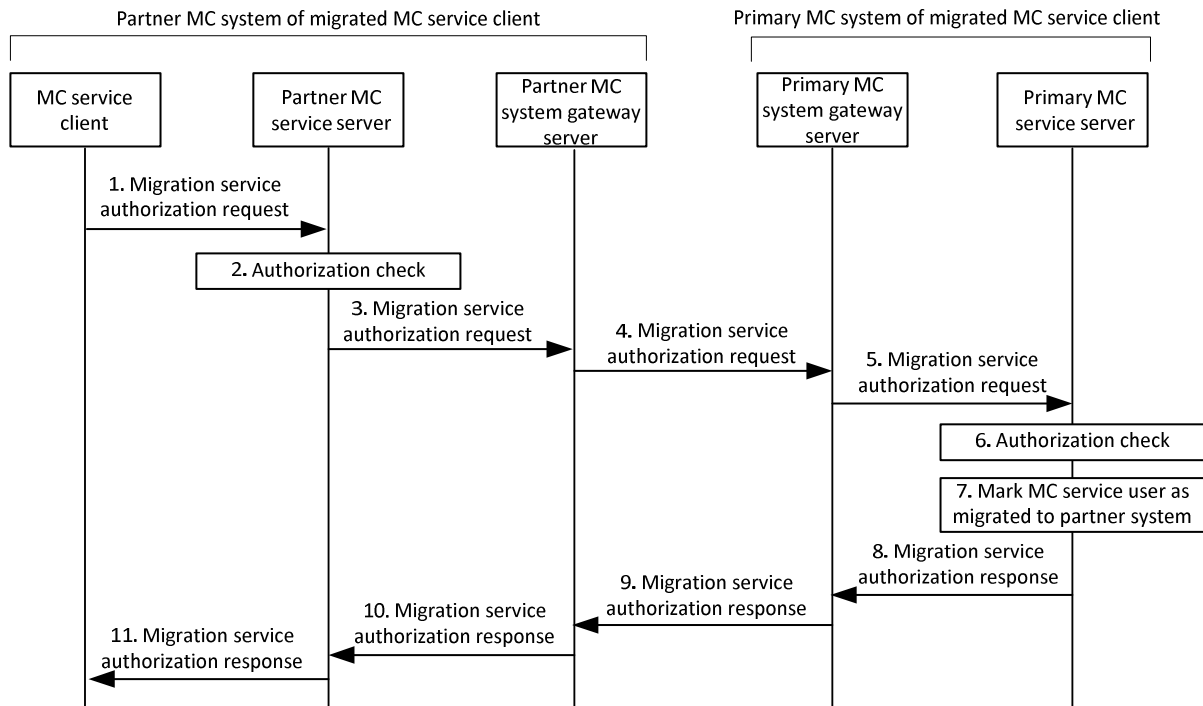 Partner MC system of migrated MC service client
Primary MC system of migrated MC service client
MC service
client
Partner MC
service server
Partner MC
system gateway
server
Primary MC
system gateway
server
Primary MC
service server
1. Migration service
authorization request
2. Authorization check
3. Migration service
authorization request
4. Migration service
authorization request
5. Migration service
authorization request
6. Authorization check
7. Mark MC service user as
migrated to partner system
8. Migration service
authorization response
9. Migration service
authorization response
10. Migration service
authorization response
11. Migration service
authorization response